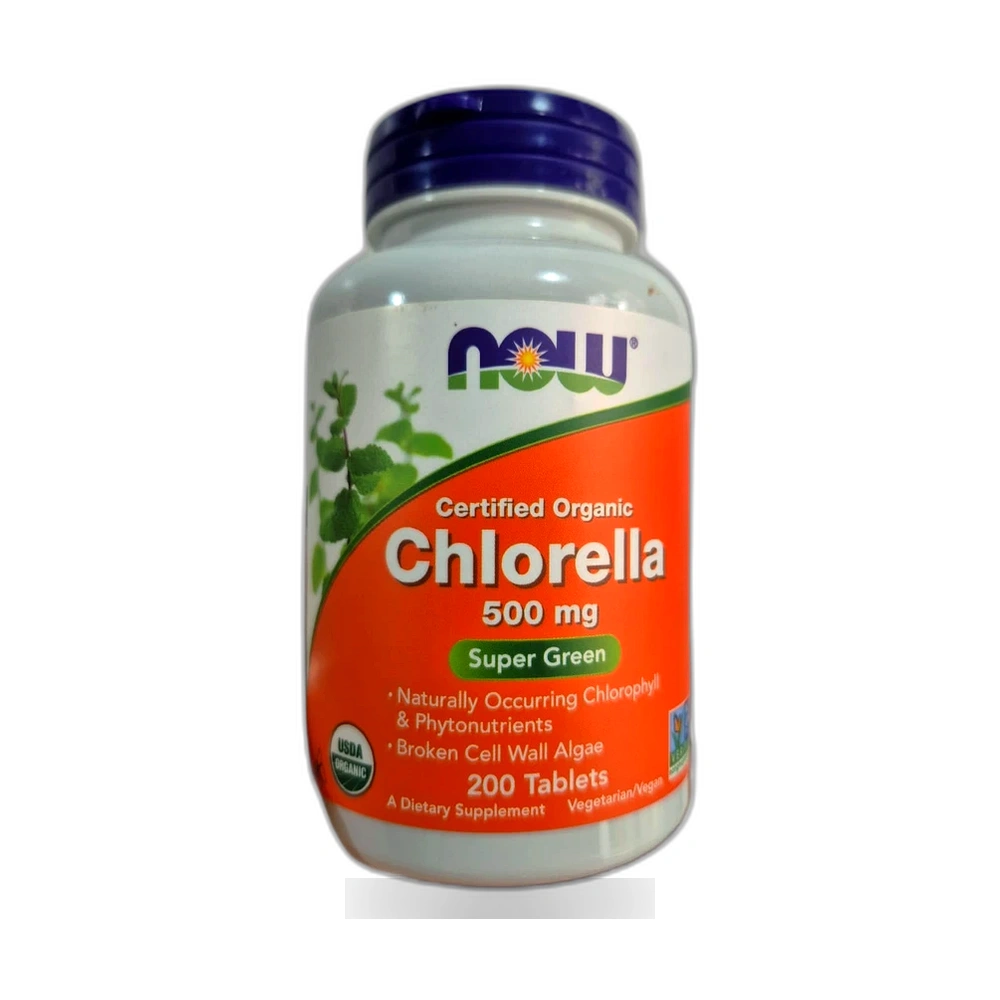 NOW®
Certified Organic
Chlorella
500 mg
Super Green
• Naturally Occurring Chlorophyll
& Phytonutrients
• Broken Cell Wall Algae
200 Tablets
A Dietary Supplement Vegetarian/Vegan
USDA
ORGANIC